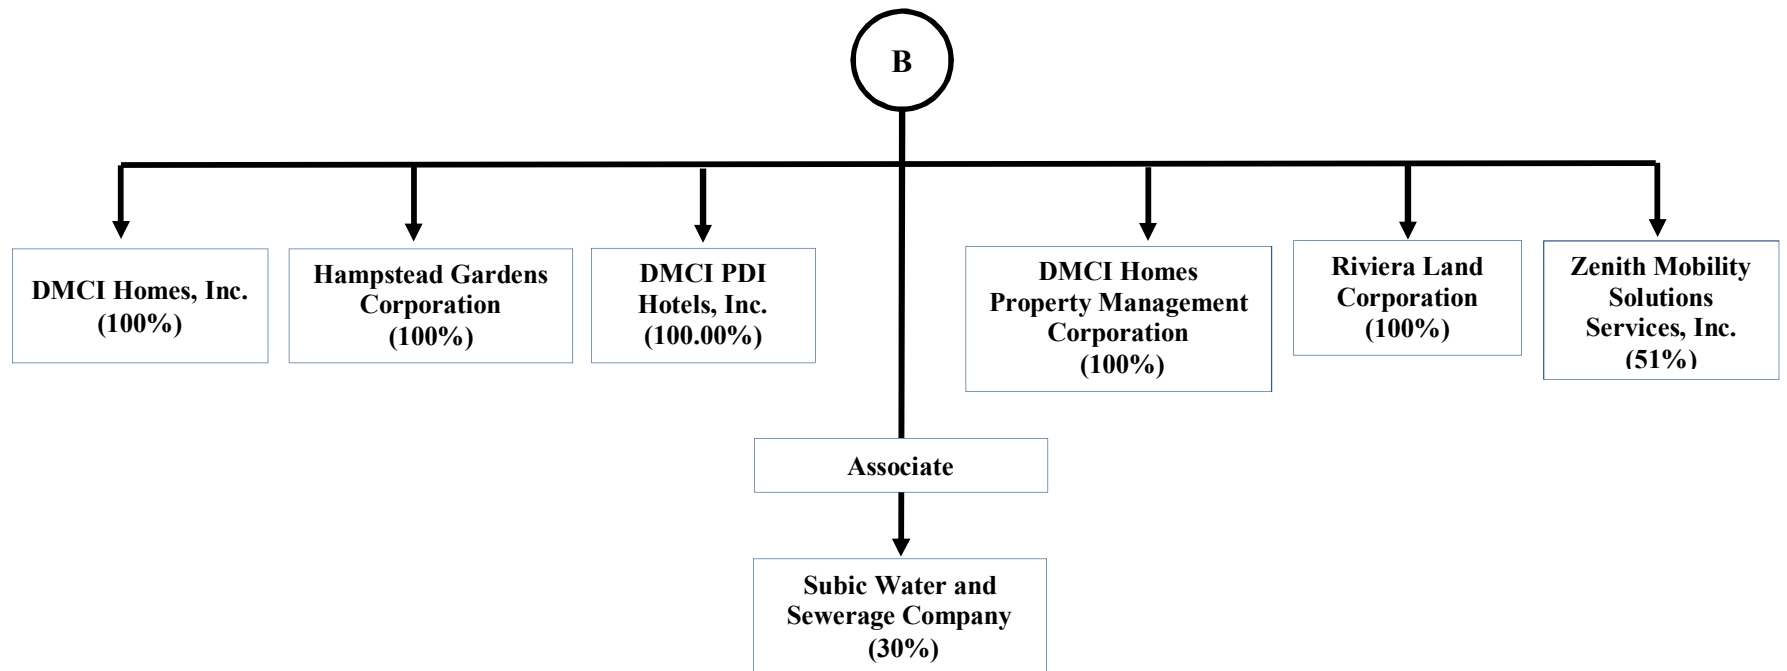 B
DMCI Homes, Inc.
(100%)
Hampstead Gardens
Corporation
(100%)
DMCI PDI
Hotels, Inc.
(100.00%)
DMCI Homes
Property Management
Corporation
(100%)
Riviera Land
Corporation
(100%)
Zenith Mobility
Solutions
Services, Inc.
(51%)
Associate
Subic Water and
Sewerage Company
(30%)